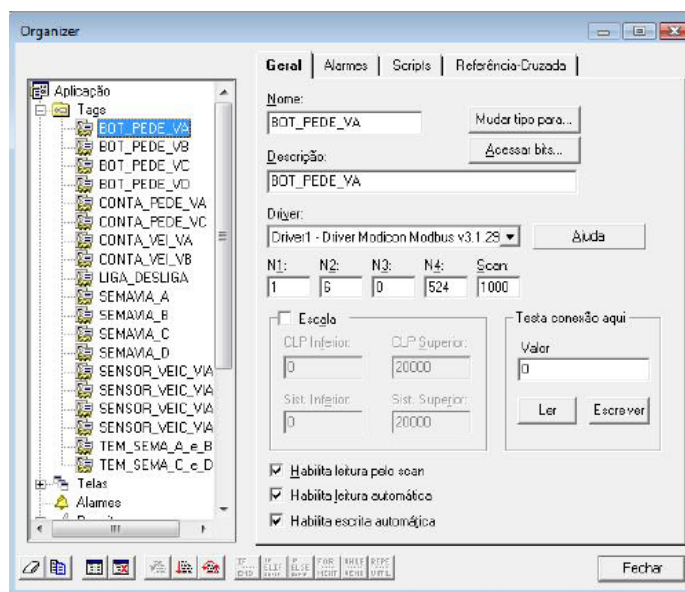 Organizer
Aplicação
Tags
BOT_PEDE_VA
BOT_PEDE_VB
BOT_PEDE_VC
BOT_PEDE_VD
CONTA_PEDE_VA
CONTA_PEDE_VC
CONTA_VEI_VA
CONTA_VEI_VB
LIGA_DESLIGA
SEMAVIA_A
SEMAVIA_B
SEMAVIA_C
SEMAVIA_D
SENSOR_VEIC_VIA
SENSOR_VEIC_VIA
SENSOR_VEIC_VIA
SENSOR_VEIC_VIA
TEM_SEMA_A_e_B
TEM_SEMA_C_e_D
Telas
Alarmes
Geral Alarmes Scripts Referência-Cruzada
Nome:
BOT_PEDE_VA
Mudar tipo para...
Acessar bits...
Descrição:
BOT_PEDE_VA
Driver:
Driver1 - Driver Modicon Modbus v3.1.29
Ajuda
N1: N2: N3: N4: Scan:
1 6 0 524 1000
Escala
CLP Inferior: CLP Superior:
0 20000
Sist. Inferior: Sist. Superior:
0 20000
Testa conexão aqui
Valor
0
Ler Escrever
Habilita leitura pelo scan
Habilita leitura automática
Habilita escrita automática
Fechar